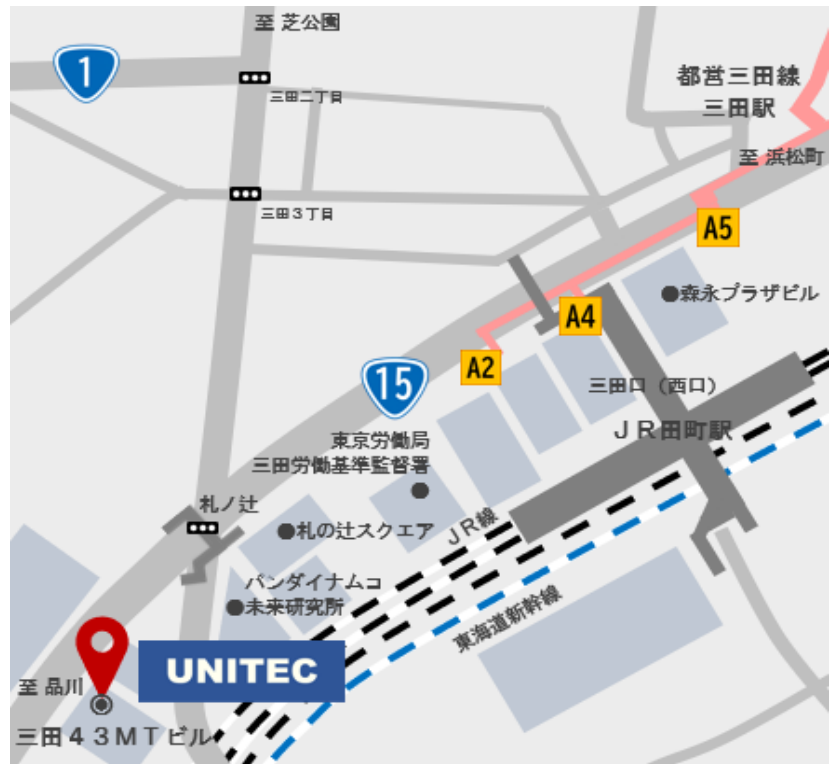 至 芝公園
1
三田二丁目
都営三田線
三田駅
至 浜松町
三田３丁目
A5
森永プラザビル
A4
A2
15
三田口（西口）
ＪＲ田町駅
東京労働局
三田労働基準監督署
札ノ辻
札の辻スクエア
ＪＲ線
バンダイナムコ
未来研究所
東海道新幹線
UNITEC
至 品川
三田４３ＭＴビル